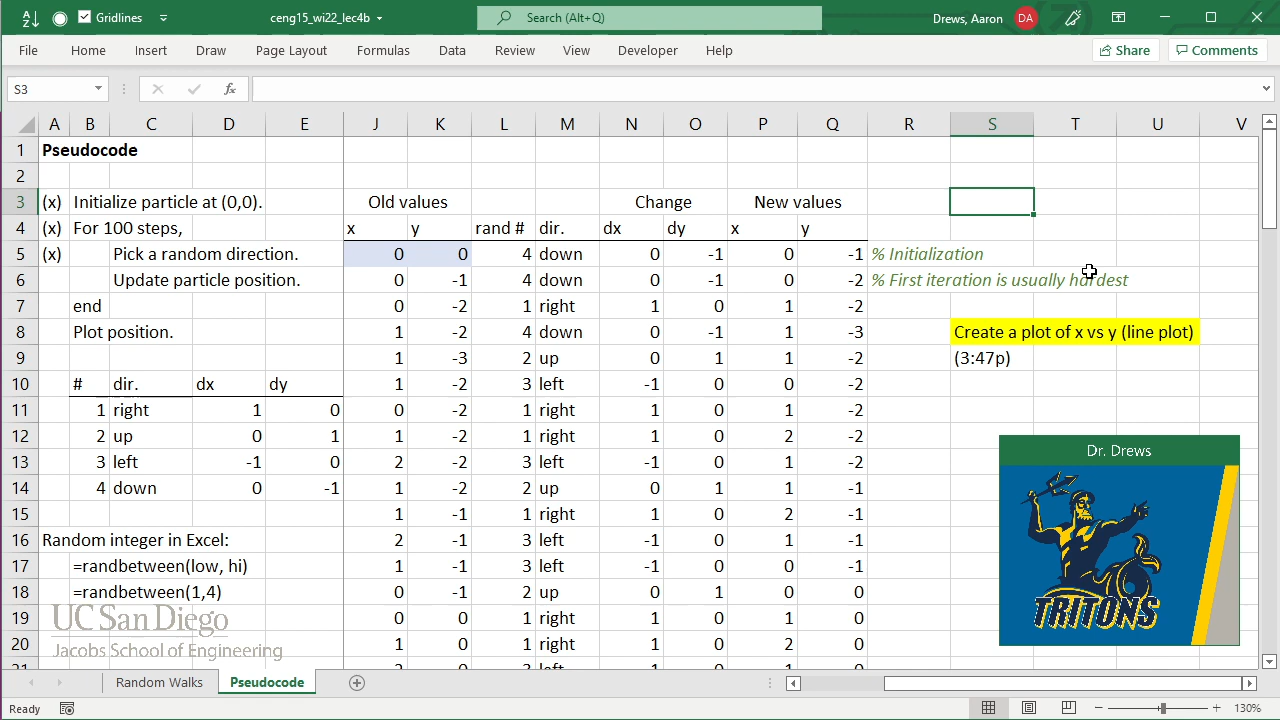 Gridlines ceng15_wi22_lec4b Search (Alt+Q) Drews, Aaron DA
File Home Insert Draw Page Layout Formulas Data Review View Developer Help Share Comments
S3 fx
A B C D E J K L M N O P Q R S T U V
1 Pseudocode
2
3 (x) Initialize particle at (0,0). Old values Change New values
4 (x) For 100 steps, x y rand # dir. dx dy x y
5 (x) Pick a random direction. 0 0 4 down 0 -1 0 -1 % Initialization
6 Update particle position. 0 -1 4 down 0 -1 0 -2 % First iteration is usually hardest
7 end 0 -2 1 right 1 0 1 -2
8 Plot position. 1 -2 4 down 0 -1 1 -3 Create a plot of x vs y (line plot)
9 1 -3 2 up 0 1 1 -2 (3:47p)
10 # dir. dx dy 1 -2 3 left -1 0 0 -2
11 1 right 1 0 0 -2 1 right 1 0 1 -2
12 2 up 0 1 1 -2 1 right 1 0 2 -2
13 3 left -1 0 2 -2 3 left -1 0 1 -2
14 4 down 0 -1 1 -2 2 up 0 1 1 -1
15 1 -1 1 right 1 0 2 -1
16 Random integer in Excel: 2 -1 3 left -1 0 1 -1
17 =randbetween(low, hi) 1 -1 3 left -1 0 0 -1
18 =randbetween(1,4) 0 -1 2 up 0 1 0 0
19 0 0 1 right 1 0 1 0
20 1 0 1 right 1 0 2 0
21 2 0 3 left -1 0 1 0
Dr. Drews
TRITONS
UC San Diego
Jacobs School of Engineering
Random Walks Pseudocode
Ready 130%